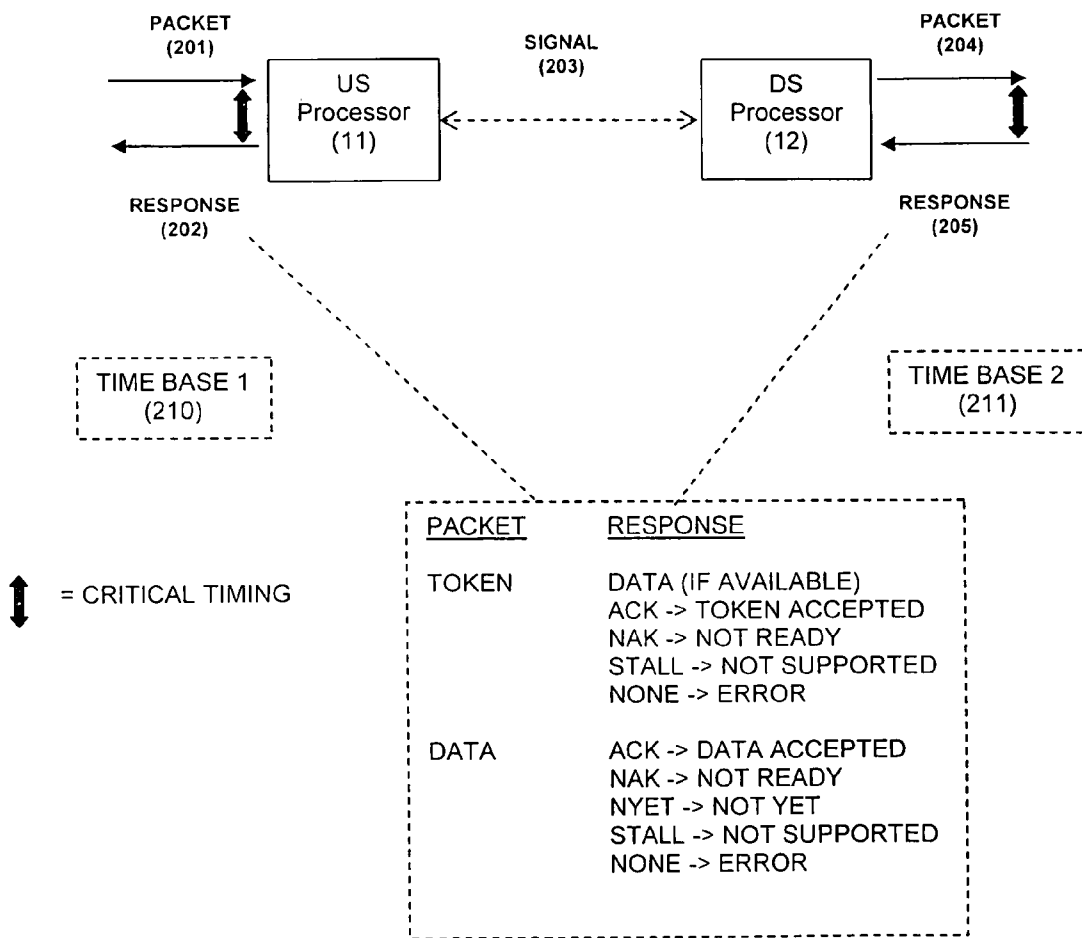 PACKET
(201)
US
Processor
(11)
SIGNAL
(203)
DS
Processor
(12)
PACKET
(204)
RESPONSE
(202)
RESPONSE
(205)
TIME BASE 1
(210)
TIME BASE 2
(211)
= CRITICAL TIMING
PACKET RESPONSE
TOKEN DATA (IF AVAILABLE)
ACK -> TOKEN ACCEPTED
NAK -> NOT READY
STALL -> NOT SUPPORTED
NONE -> ERROR
DATA ACK -> DATA ACCEPTED
NAK -> NOT READY
NYET -> NOT YET
STALL -> NOT SUPPORTED
NONE -> ERROR